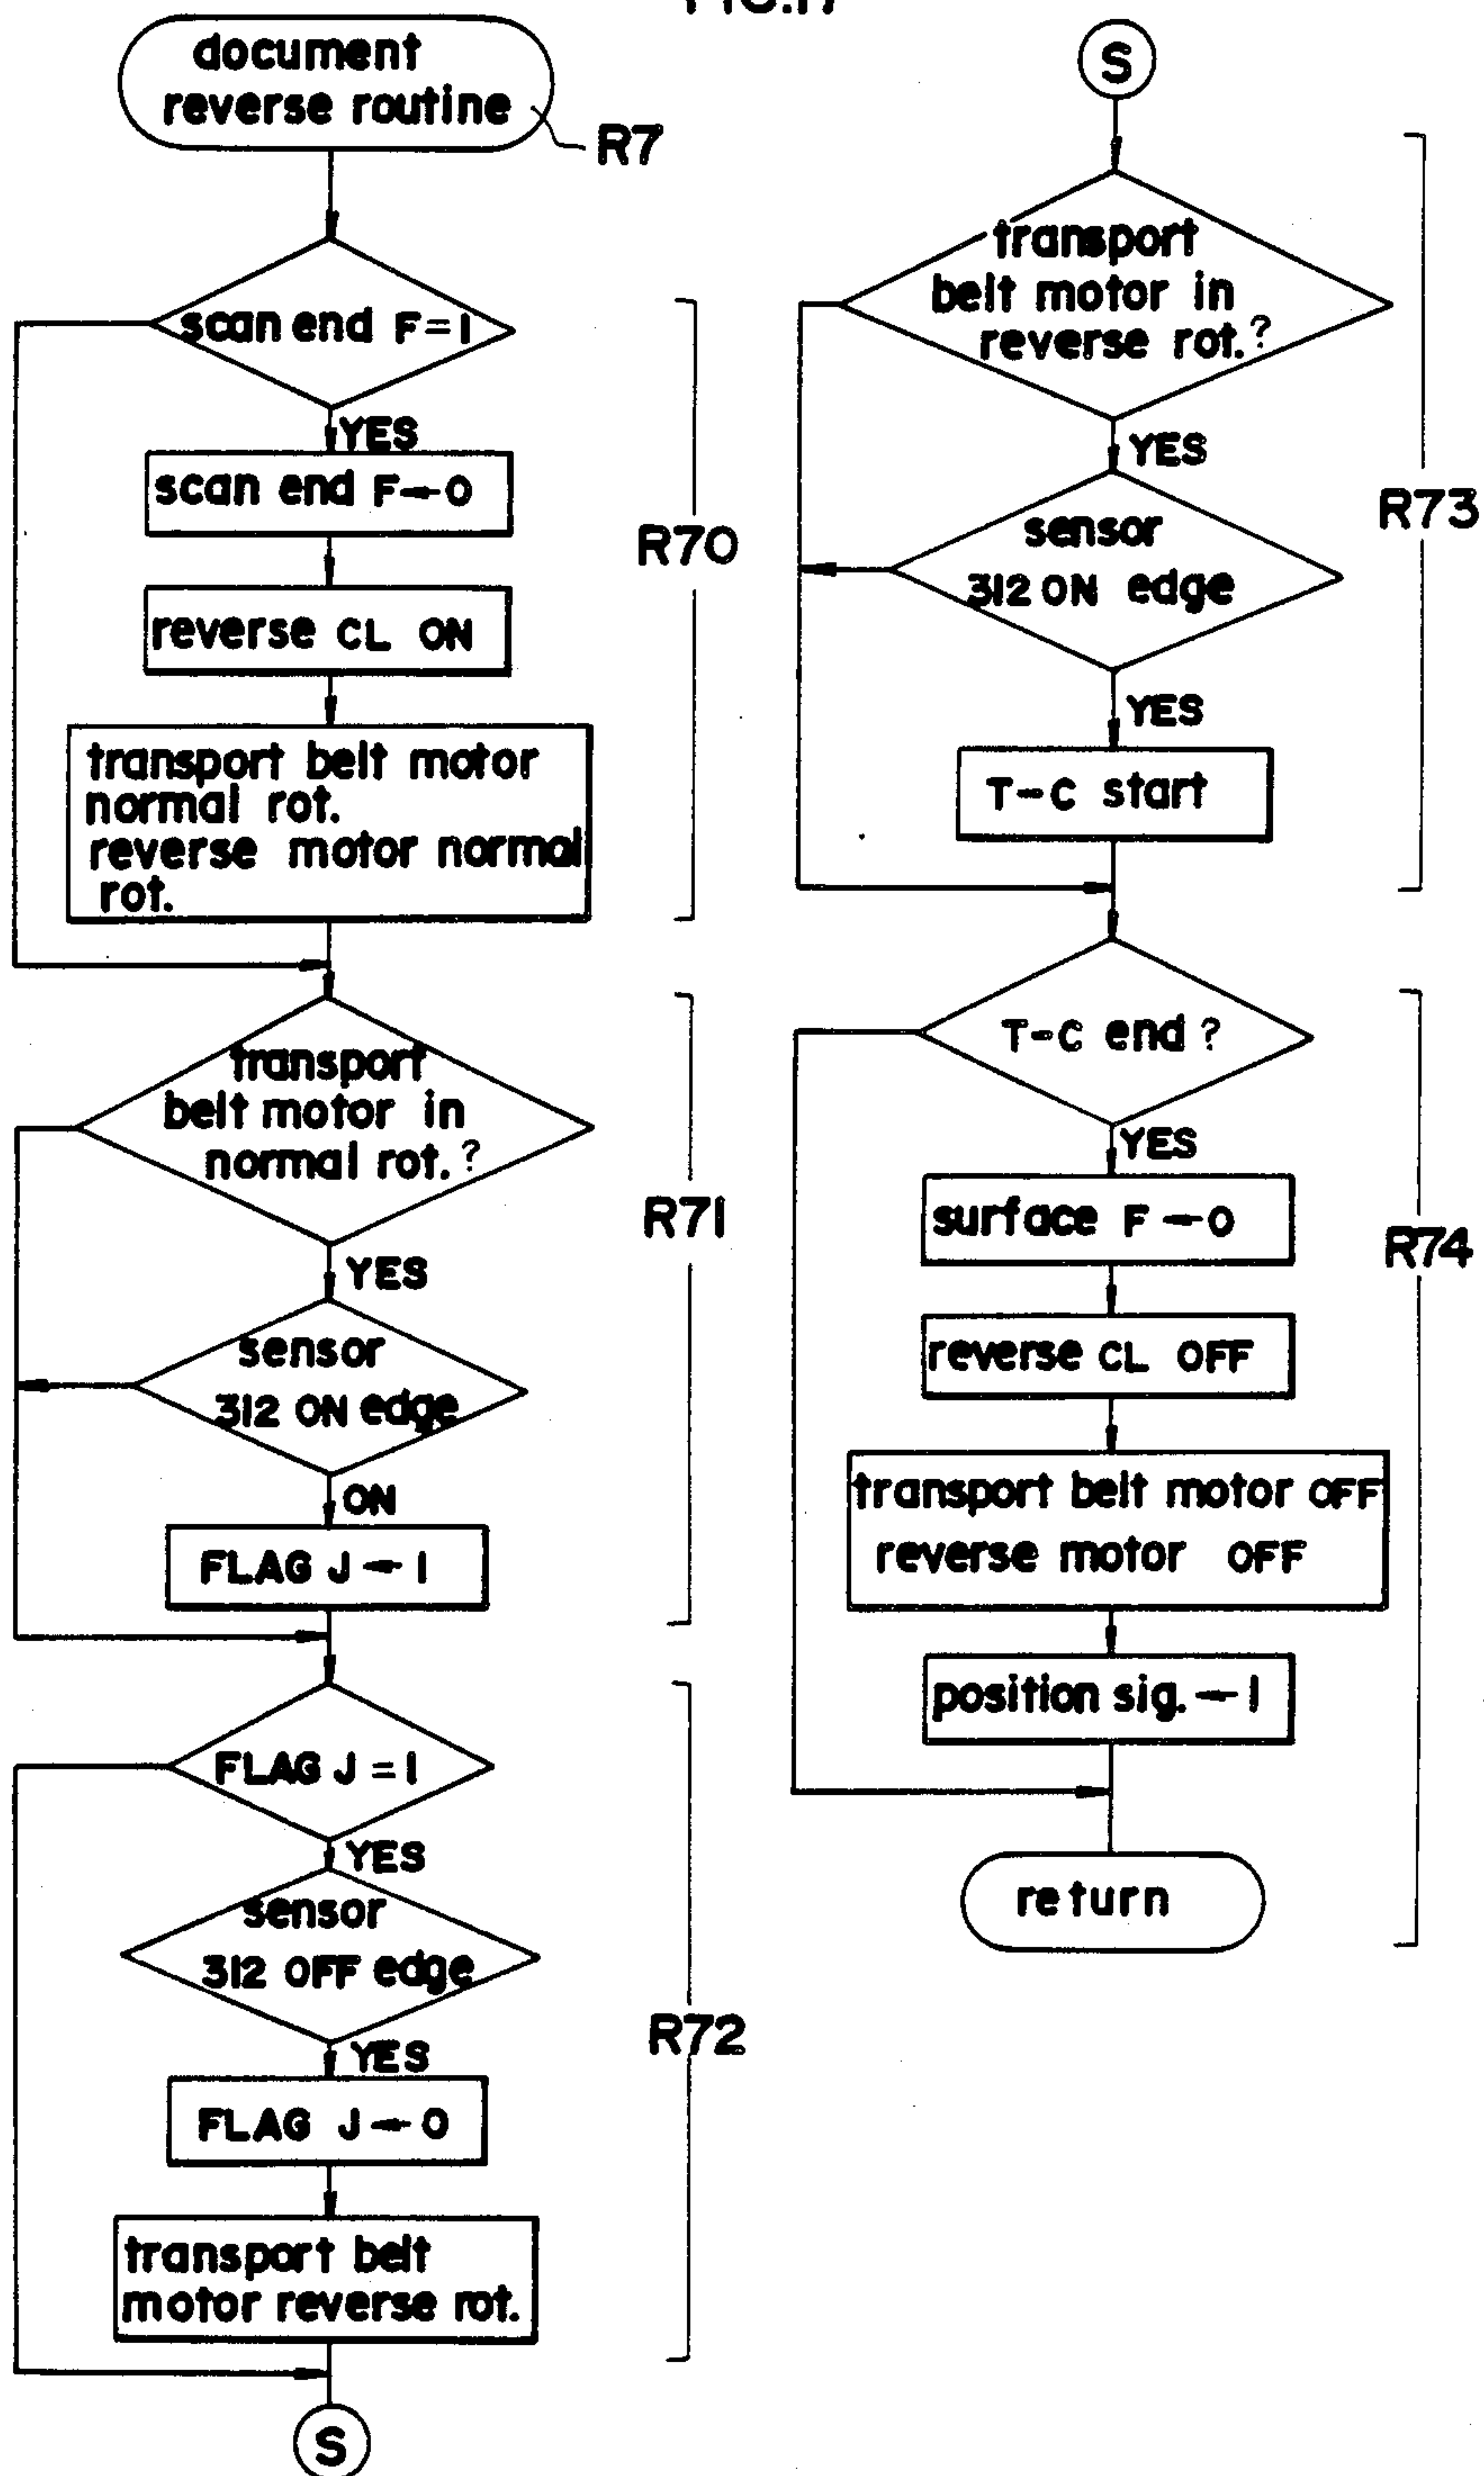 FIG.17
document
reverse routine
R7
scan end F=1
YES
scan end F←0
reverse CL ON
transport belt motor
normal rot.
reverse motor normal
rot.
R70
transport
belt motor in
normal rot.?
YES
sensor
312 ON edge
ON
FLAG J←1
R71
FLAG J=1
YES
sensor
312 OFF edge
YES
FLAG J←0
transport belt
motor reverse rot.
R72
S
S
transport
belt motor in
reverse rot.?
YES
sensor
312 ON edge
YES
T-C start
R73
T-C end?
YES
surface F←0
reverse CL OFF
transport belt motor OFF
reverse motor OFF
position sig.←1
R74
return